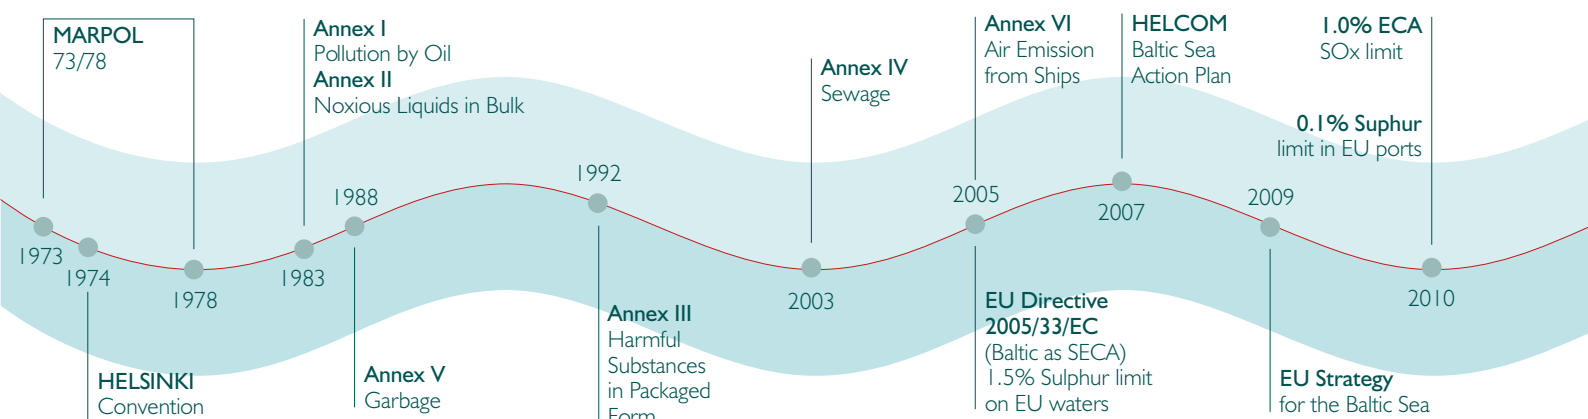 MARPOL
73/78
1973
1974
HELSINKI
Convention
1978
Annex I
Pollution by Oil
Annex II
Noxious Liquids in Bulk
1983
1988
Annex V
Garbage
1992
Annex III
Harmful
Substances
in Packaged
Form
Annex IV
Sewage
2003
Annex VI
Air Emission
from Ships
2005
EU Directive
2005/33/EC
(Baltic as SECA)
1.5% Sulphur limit
on EU waters
HELCOM
Baltic Sea
Action Plan
2007
2009
EU Strategy
for the Baltic Sea
1.0% ECA
SOx limit
0.1% Suphur
limit in EU ports
2010